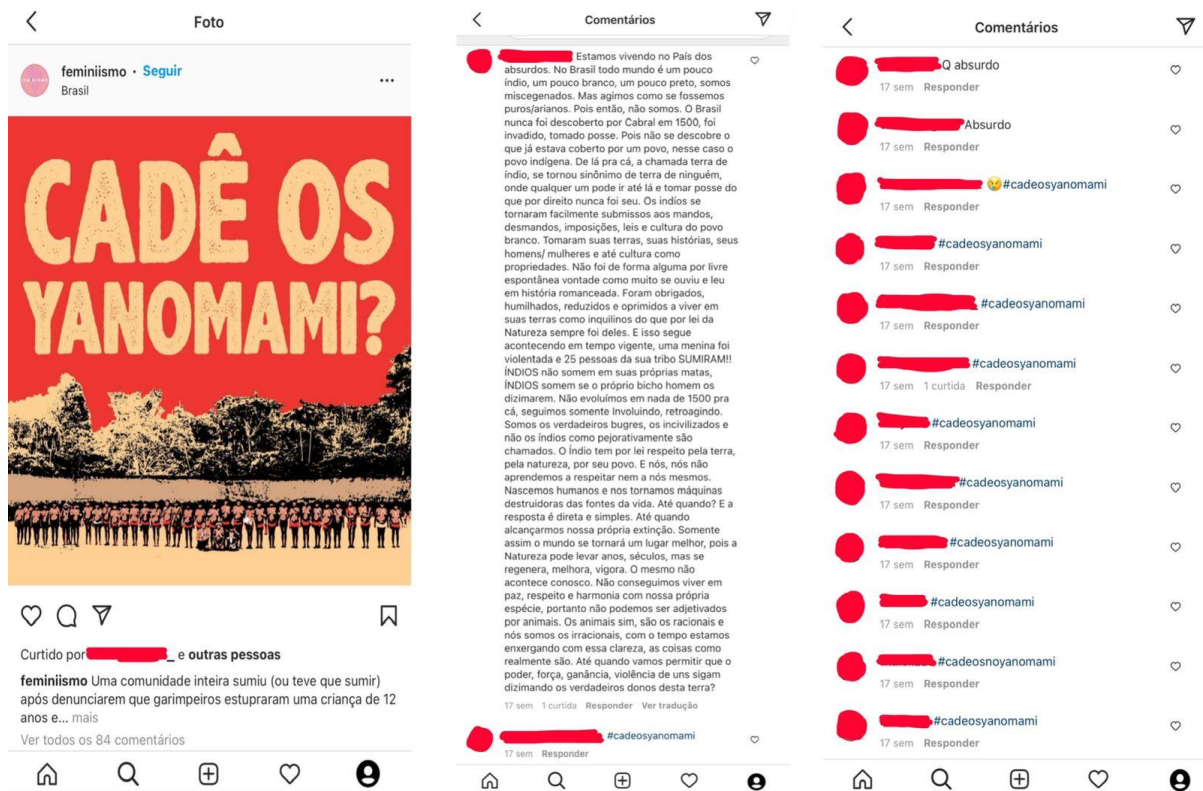 Foto
feminiismo • Seguir
Brasil
CADÊ OS
YANOMAMI?
Curtido por _ e outras pessoas
feminiismo Uma comunidade inteira sumiu (ou teve que sumir)
após denunciarem que garimpeiros estupraram uma criança de 12
anos e... mais
Ver todos os 84 comentários
Comentários
Estamos vivendo no País dos
absurdos. No Brasil todo mundo é um pouco
índio, um pouco branco, um pouco preto, somos
miscegenados. Mas agimos como se fossemos
puros/arianos. Pois então, não somos. O Brasil
nunca foi descoberto por Cabral em 1500, foi
invadido, tomado posse. Pois não se descobre o
que já estava coberto por um povo, nesse caso o
povo indígena. De lá pra cá, a chamada terra de
índio, se tornou sinônimo de terra de ninguém,
onde qualquer um pode ir até lá e tomar posse do
que por direito nunca foi seu. Os indíos se
tornaram facilmente submissos aos mandos,
desmandos, imposições, leis e cultura do povo
branco. Tomaram suas terras, suas histórias, seus
homens/ mulheres e até cultura como
propriedades. Não foi de forma alguma por livre
espontânea vontade como muito se ouviu e leu
em história romanceada. Foram obrigados,
humilhados, reduzidos e oprimidos a viver em
suas terras como inquilinos do que por lei da
Natureza sempre foi deles. E isso segue
acontecendo em tempo vigente, uma menina foi
violentada e 25 pessoas da sua tribo SUMIRAM!!
ÍNDIOS não somem em suas próprias matas,
ÍNDIOS somem se o próprio bicho homem os
dizimarem. Não evoluímos em nada de 1500 pra
cá, seguimos somente Involuindo, retroagindo.
Somos os verdadeiros bugres, os incivilizados e
não os índios como pejorativamente são
chamados. O Índio tem por lei respeito pela terra,
pela natureza, por seu povo. E nós, nós não
aprendemos a respeitar nem a nós mesmos.
Nascemos humanos e nos tornamos máquinas
destruidoras das fontes da vida. Até quando? E a
resposta é direta e simples. Até quando
alcançarmos nossa própria extinção. Somente
assim o mundo se tornará um lugar melhor, pois a
Natureza pode levar anos, séculos, mas se
regenera, melhora, vigora. O mesmo não
acontece conosco. Não conseguimos viver em
paz, respeito e harmonia com nossa própria
espécie, portanto não podemos ser adjetivados
por animais. Os animais sim, são os racionais e
nós somos os irracionais, com o tempo estamos
enxergando com essa clareza, as coisas como
realmente são. Até quando vamos permitir que o
poder, força, ganância, violência de uns sigam
dizimando os verdadeiros donos desta terra?
17 sem 1 curtida Responder Ver tradução
#cadeosyanomami
17 sem Responder
Comentários
Q absurdo
17 sem Responder
Absurdo
17 sem Responder
😢#cadeosyanomami
17 sem Responder
#cadeosyanomami
17 sem Responder
#cadeosyanomami
17 sem Responder
#cadeosyanomami
17 sem 1 curtida Responder
#cadeosyanomami
17 sem Responder
#cadeosyanomami
17 sem Responder
#cadeosyanomami
17 sem Responder
#cadeosyanomami
17 sem Responder
#cadeosnoyanomami
17 sem Responder
#cadeosyanomami
17 sem Responder